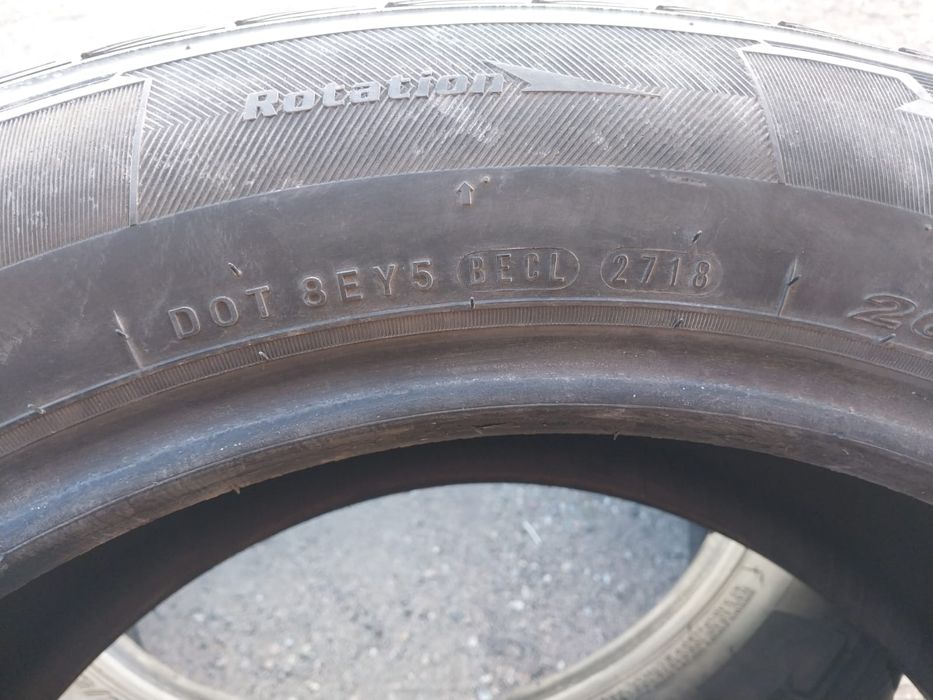 Rotation
DOT 8EY5 BECL 2718